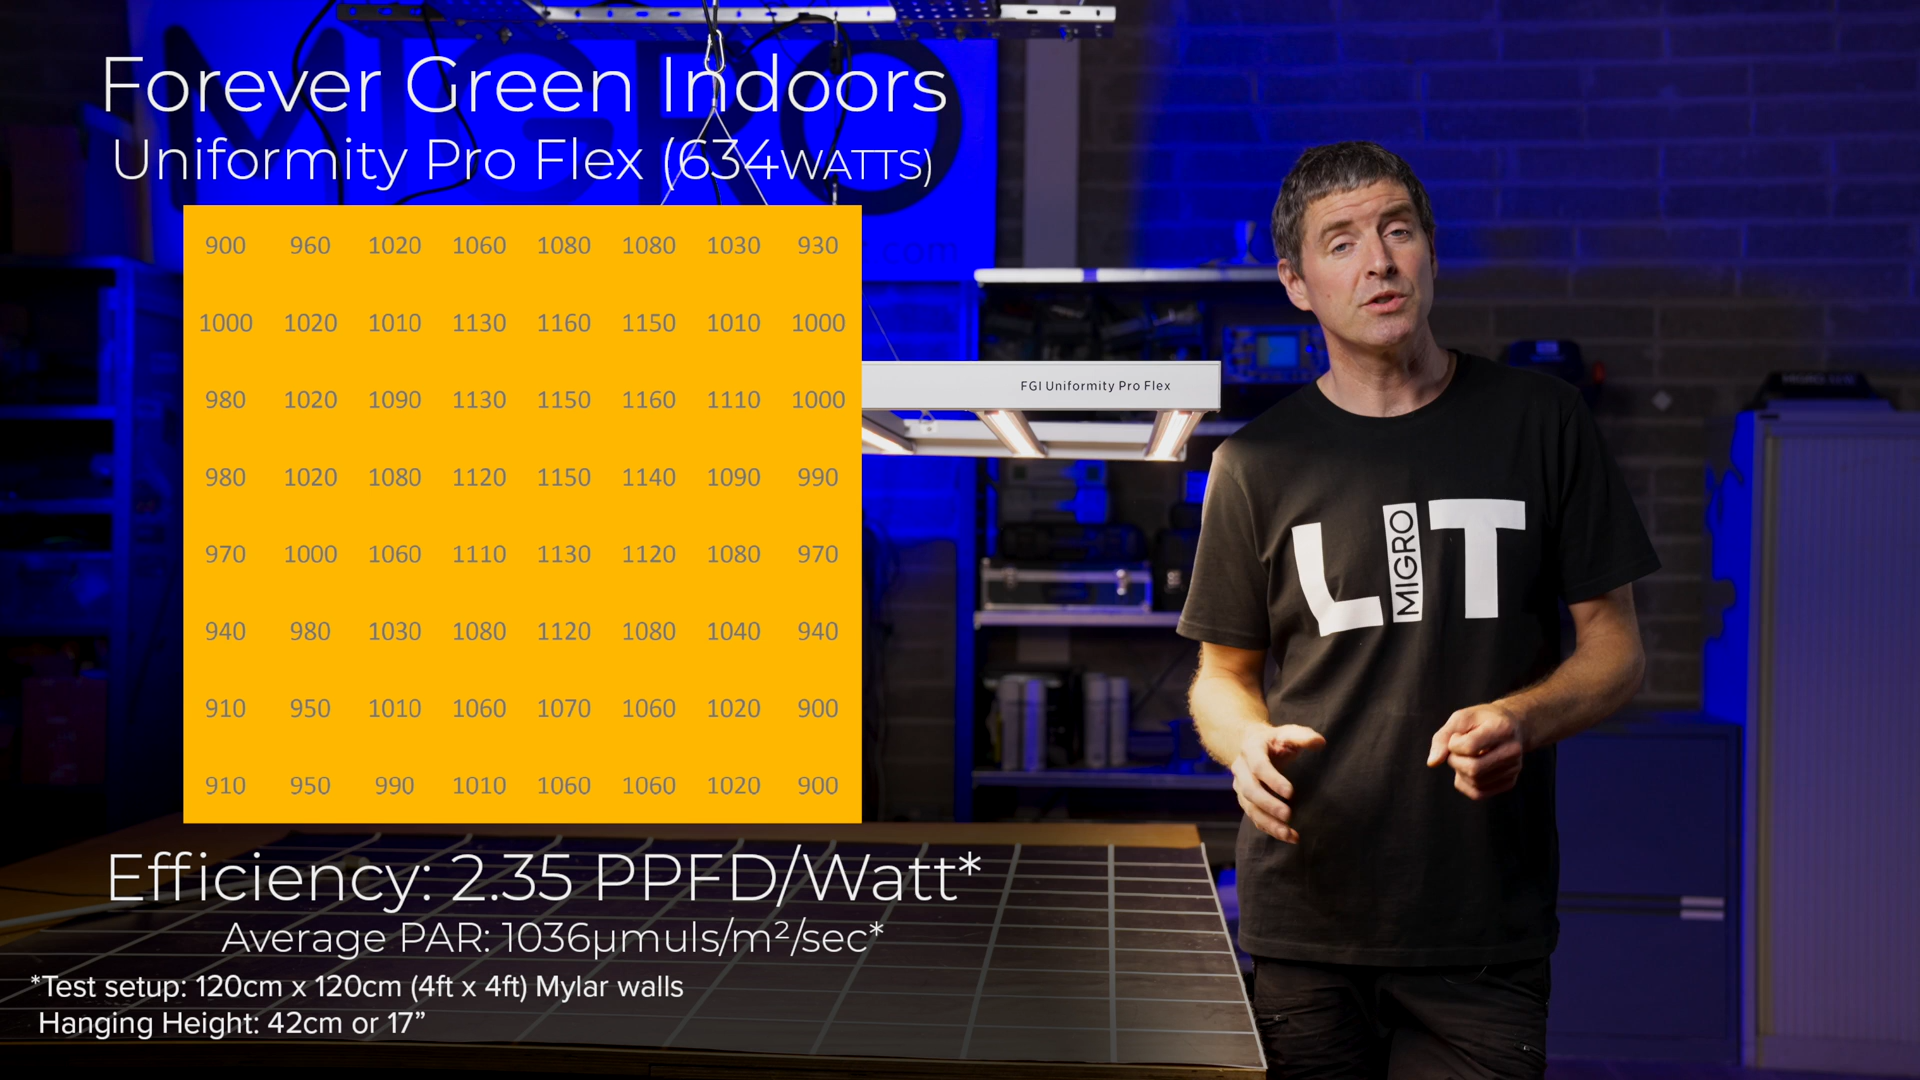 Forever Green Indoors
Uniformity Pro Flex (634WATTS)
MIGRO
.com
900 960 1020 1060 1080 1080 1030 930
1000 1020 1010 1130 1160 1150 1010 1000
980 1020 1090 1130 1150 1160 1110 1000
980 1020 1080 1120 1150 1140 1090 990
970 1000 1060 1110 1130 1120 1080 970
940 980 1030 1080 1120 1080 1040 940
910 950 1010 1060 1070 1060 1020 900
910 950 990 1010 1060 1060 1020 900
FGI Uniformity Pro Flex
L MIGRO T
Efficiency: 2.35 PPFD/Watt*
Average PAR: 1036µmuls/m²/sec*
*Test setup: 120cm x 120cm (4ft x 4ft) Mylar walls
Hanging Height: 42cm or 17”